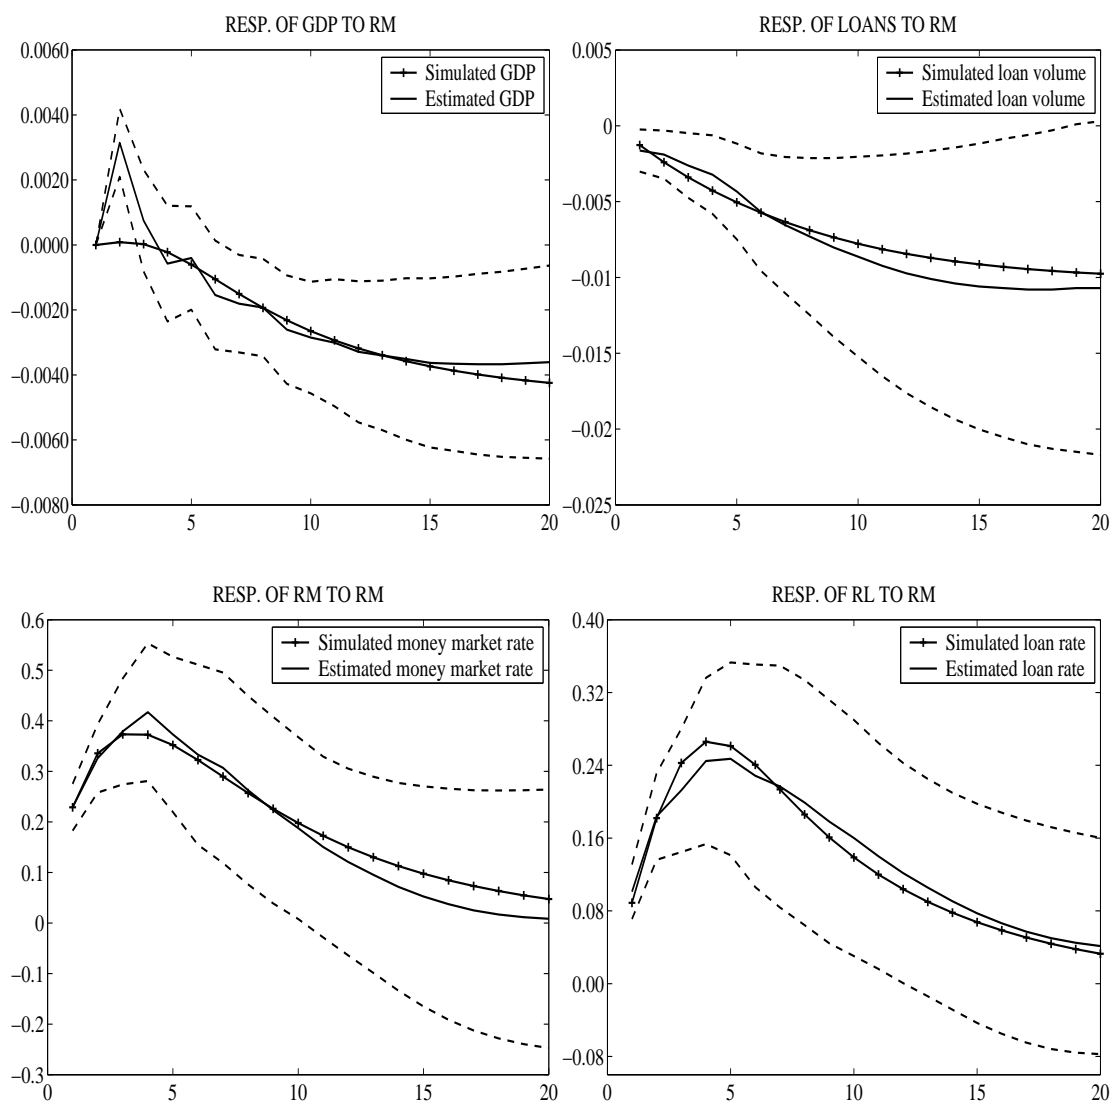 RESP. OF GDP TO RM
0.0060
0.0040
0.0020
0.0000
−0.0020
−0.0040
−0.0060
−0.0080
0 5 10 15 20
Simulated GDP
Estimated GDP
RESP. OF LOANS TO RM
0.005
0
−0.005
−0.01
−0.015
−0.02
−0.025
0 5 10 15 20
Simulated loan volume
Estimated loan volume
RESP. OF RM TO RM
0.6
0.5
0.4
0.3
0.2
0.1
0
−0.1
−0.2
−0.3
0 5 10 15 20
Simulated money market rate
Estimated money market rate
RESP. OF RL TO RM
0.40
0.32
0.24
0.16
0.08
0.00
−0.08
0 5 10 15 20
Simulated loan rate
Estimated loan rate